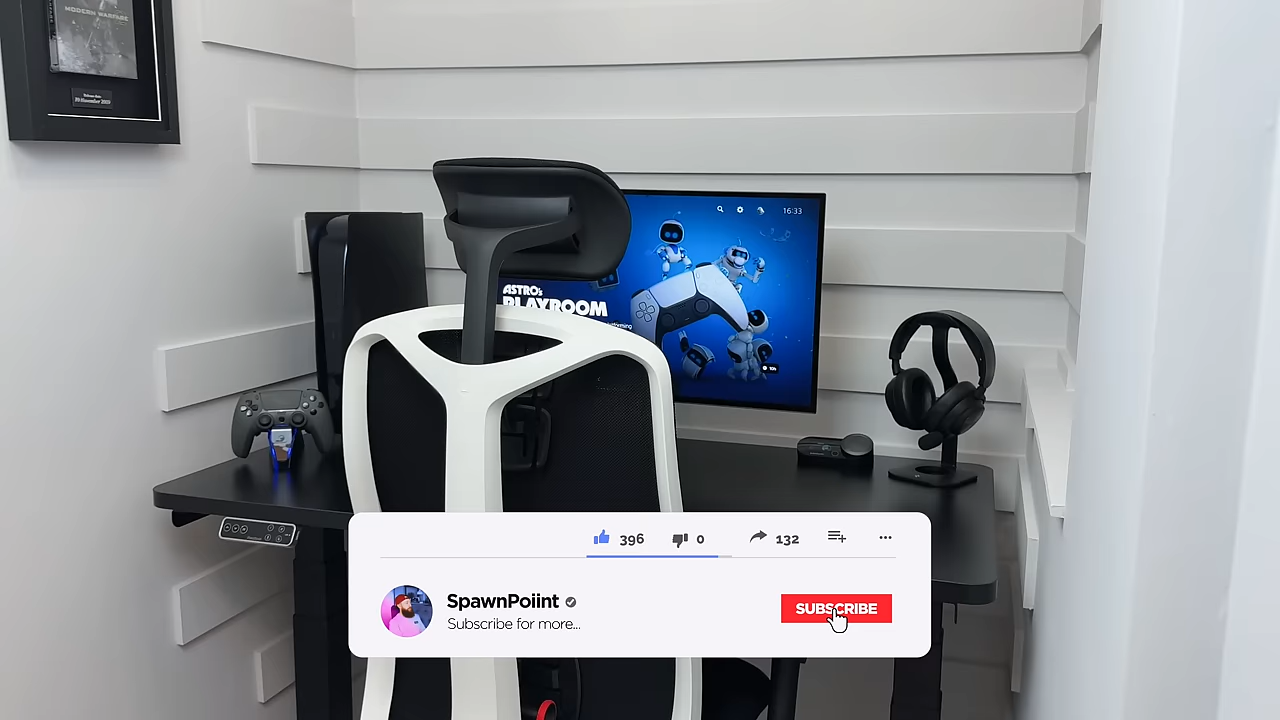 MODERN WARFARE
16:33
ASTRO's
PLAYROOM
396
0
132
SpawnPoiint
Subscribe for more...
SUBSCRIBE